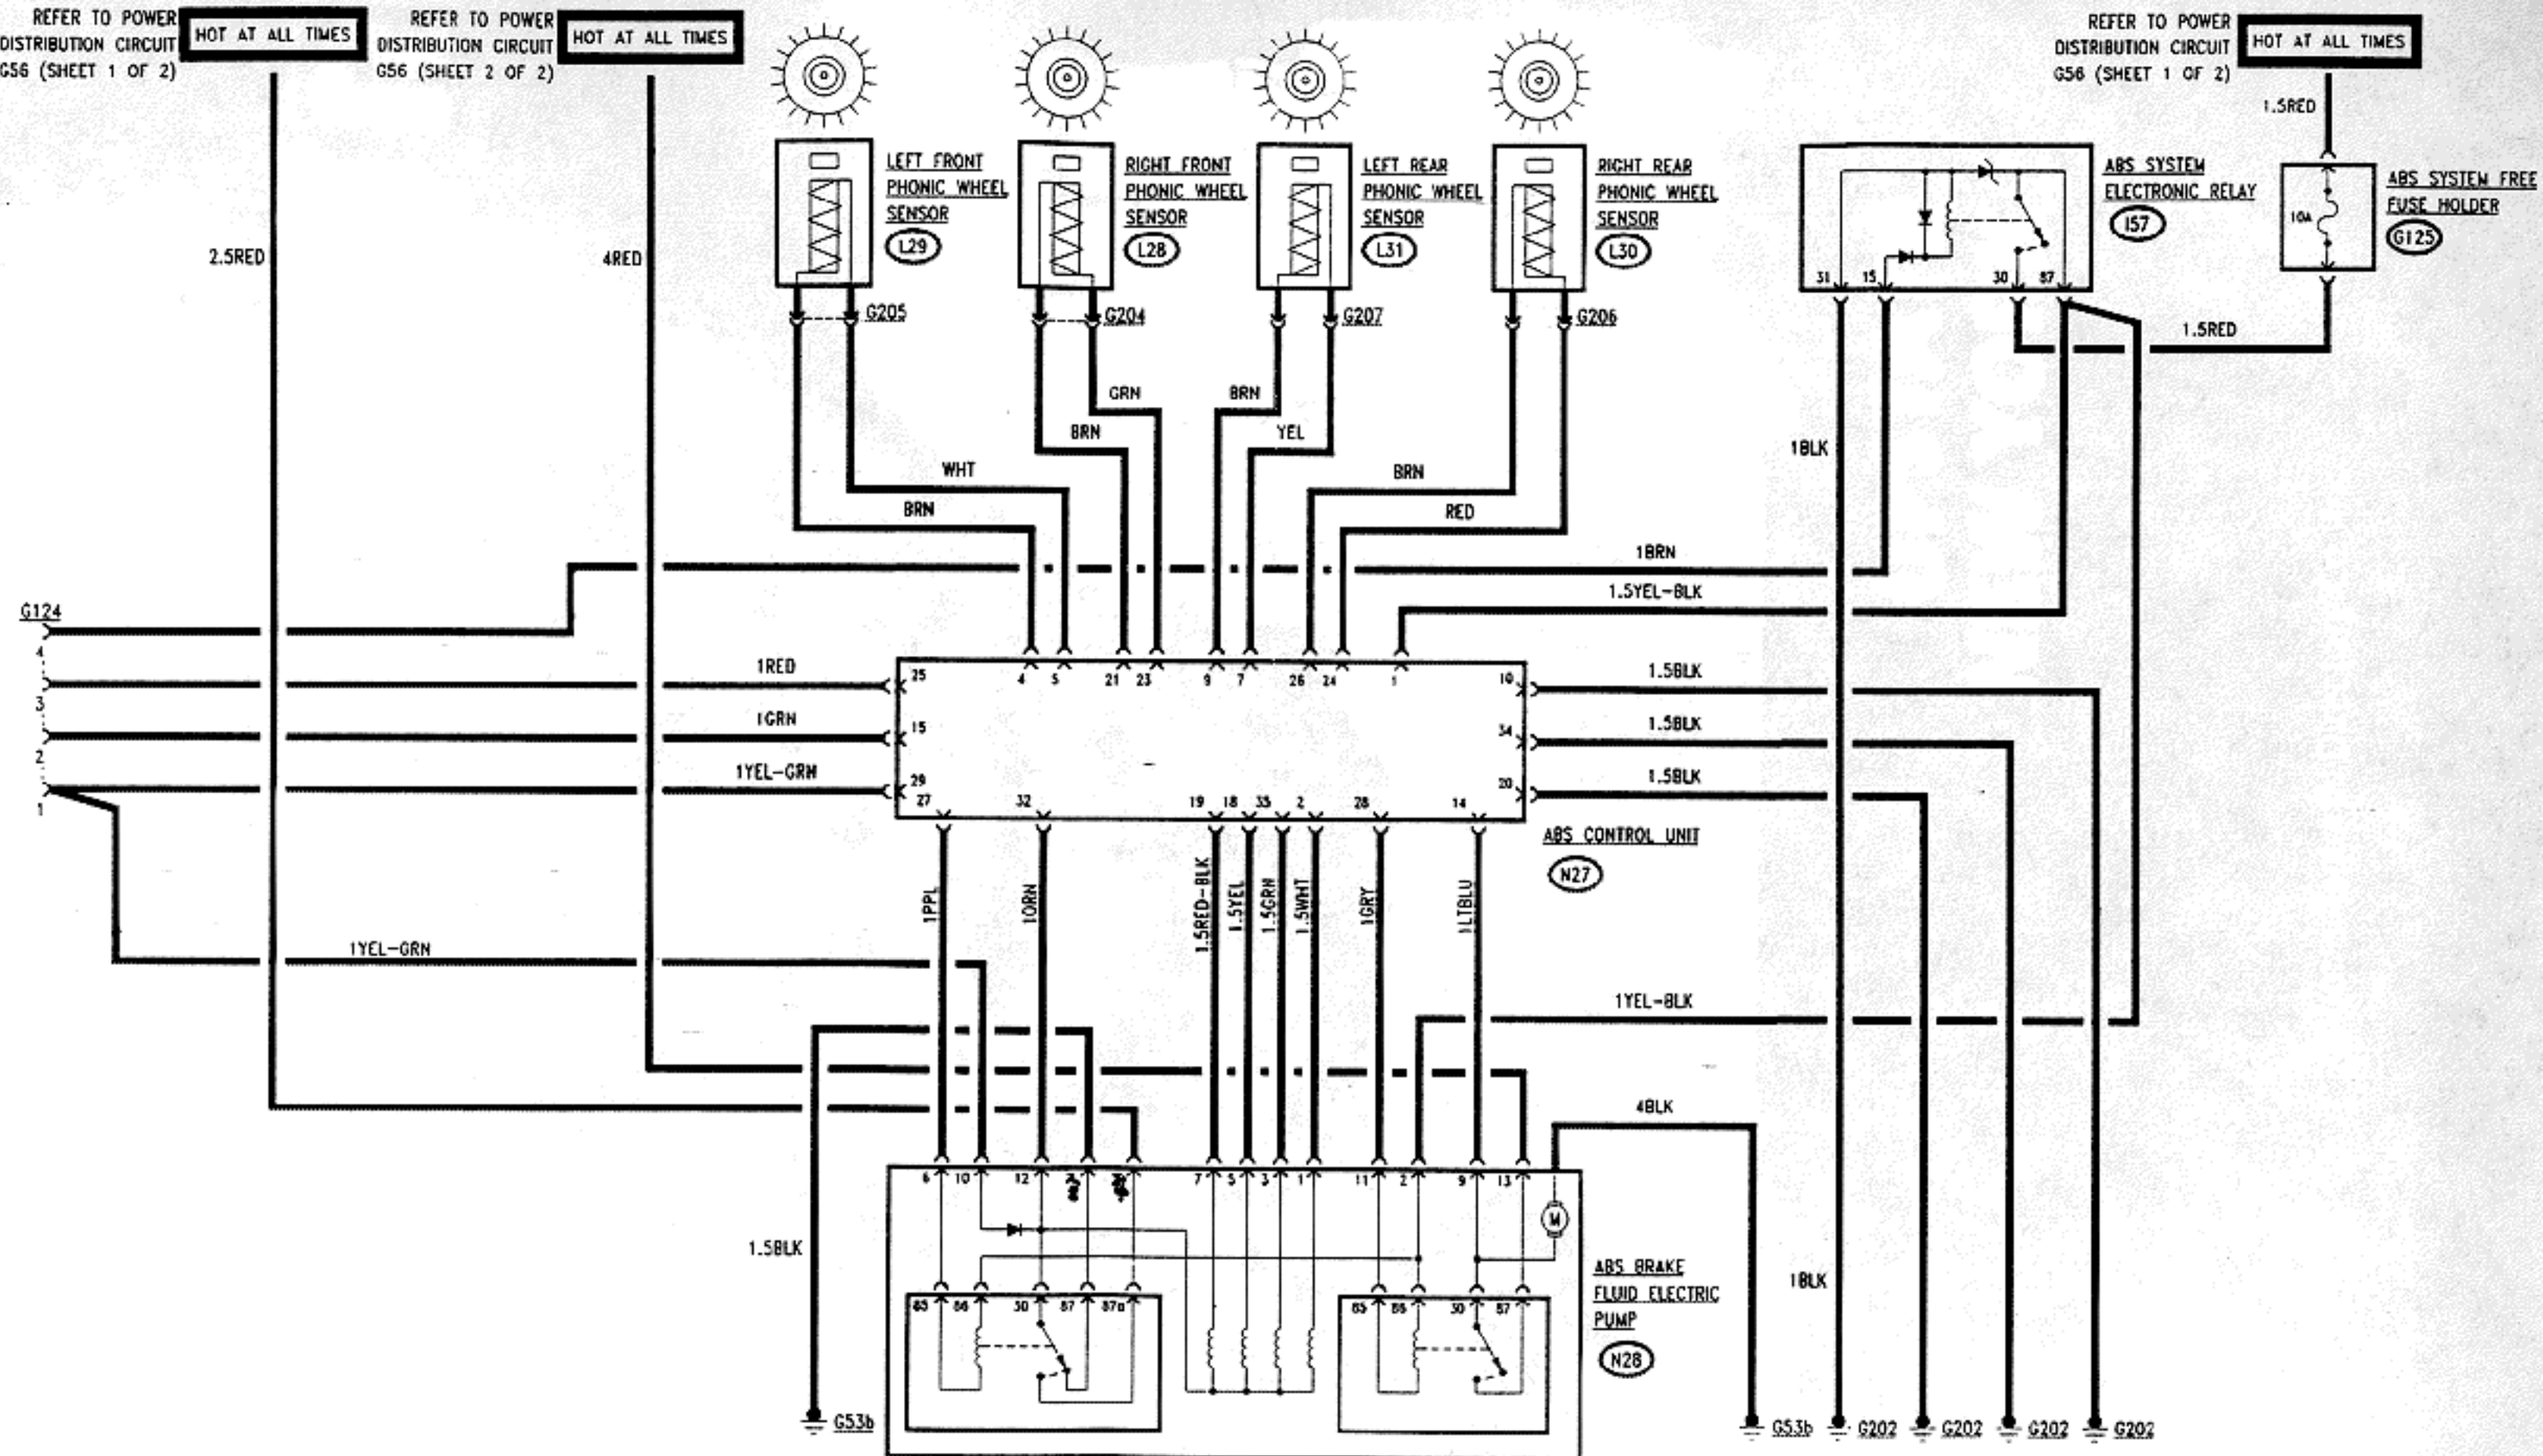 REFER TO POWER
DISTRIBUTION CIRCUIT
G56 (SHEET 1 OF 2)
HOT AT ALL TIMES
REFER TO POWER
DISTRIBUTION CIRCUIT
G56 (SHEET 2 OF 2)
HOT AT ALL TIMES
REFER TO POWER
DISTRIBUTION CIRCUIT
G56 (SHEET 1 OF 2)
HOT AT ALL TIMES
1.5RED
LEFT FRONT
PHONIC WHEEL
SENSOR
L29
RIGHT FRONT
PHONIC WHEEL
SENSOR
L28
LEFT REAR
PHONIC WHEEL
SENSOR
L31
RIGHT REAR
PHONIC WHEEL
SENSOR
L30
ABS SYSTEM
ELECTRONIC RELAY
I57
31 15 30 87
10A
ABS SYSTEM FREE
FUSE HOLDER
G125
2.5RED
4RED
G205
G204
G207
G206
1.5RED
GRN
BRN
BRN
YEL
WHT
BRN
BRN
RED
1BLK
1BRN
1.5YEL-BLK
G124
4
3
2
1
1RED
1GRN
1YEL-GRN
25
15
29
4 5 21 23 9 7 26 24 1
10
34
20
1.5BLK
1.5BLK
1.5BLK
27 32 19 18 35 2 28 14
ABS CONTROL UNIT
N27
1PPL
1ORN
1.5RED-BLK
1.5YEL
1.5GRN
1.5WHT
1GRY
1LTBLU
1YEL-GRN
1YEL-BLK
4BLK
6 10 12 7 5 3 1 11 2 9 13
M
1.5BLK
1BLK
ABS BRAKE
FLUID ELECTRIC
PUMP
N28
85 86 30 87 87a
85 86 30 87
G53b
G53b
G202
G202
G202
G202